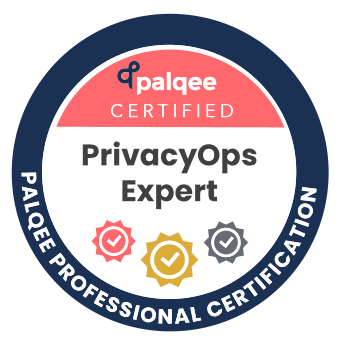 palqee
CERTIFIED
PrivacyOps
Expert
PALQEE PROFESSIONAL CERTIFICATION